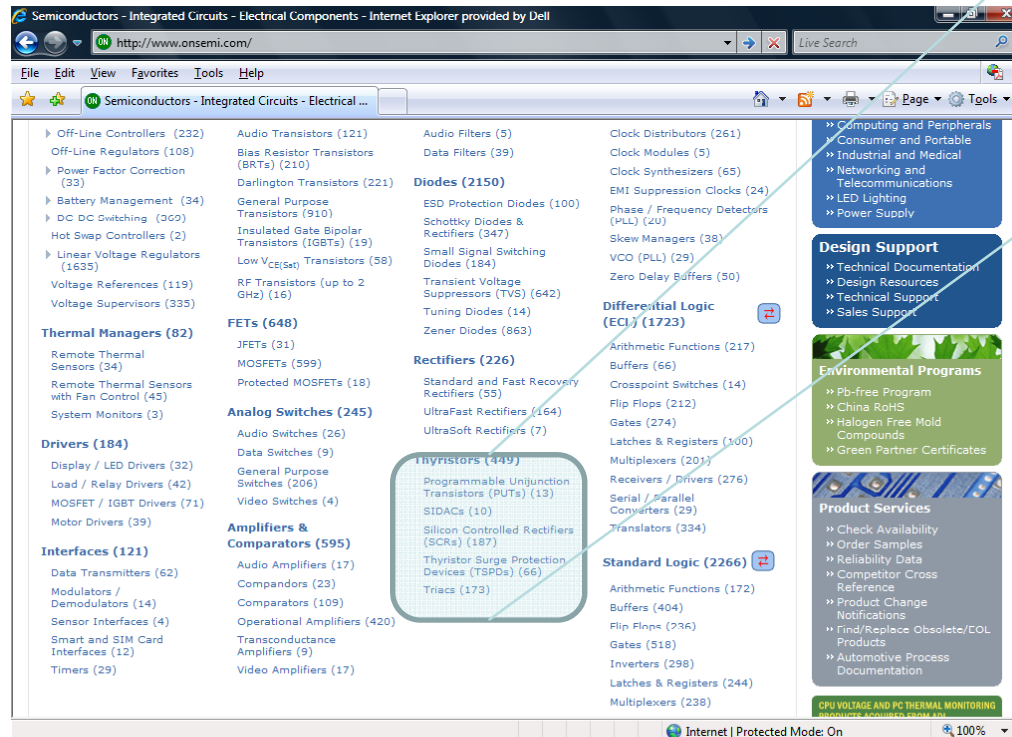 Semiconductors - Integrated Circuits - Electrical Components - Internet Explorer provided by Dell
http://www.onsemi.com/
Live Search
File Edit View Favorites Tools Help
Semiconductors - Integrated Circuits - Electrical ...
Page Tools
Off-Line Controllers (232)
Off-Line Regulators (108)
Power Factor Correction
(33)
Battery Management (34)
DC DC Switching (369)
Hot Swap Controllers (2)
Linear Voltage Regulators
(1635)
Voltage References (119)
Voltage Supervisors (335)
Thermal Managers (82)
Remote Thermal
Sensors (34)
Remote Thermal Sensors
with Fan Control (45)
System Monitors (3)
Drivers (184)
Display / LED Drivers (32)
Load / Relay Drivers (42)
MOSFET / IGBT Drivers (71)
Motor Drivers (39)
Interfaces (121)
Data Transmitters (62)
Modulators /
Demodulators (14)
Sensor Interfaces (4)
Smart and SIM Card
Interfaces (12)
Timers (29)
Audio Transistors (121)
Bias Resistor Transistors
(BRTs) (210)
Darlington Transistors (221)
General Purpose
Transistors (910)
Insulated Gate Bipolar
Transistors (IGBTs) (19)
Low VCE(Sat) Transistors (58)
RF Transistors (up to 2
GHz) (16)
FETs (648)
JFETs (31)
MOSFETs (599)
Protected MOSFETs (18)
Analog Switches (245)
Audio Switches (26)
Data Switches (9)
General Purpose
Switches (206)
Video Switches (4)
Amplifiers &
Comparators (595)
Audio Amplifiers (17)
Compandors (23)
Comparators (109)
Operational Amplifiers (420)
Transconductance
Amplifiers (9)
Video Amplifiers (17)
Audio Filters (5)
Data Filters (39)
Diodes (2150)
ESD Protection Diodes (100)
Schottky Diodes &
Rectifiers (347)
Small Signal Switching
Diodes (184)
Transient Voltage
Suppressors (TVS) (642)
Tuning Diodes (14)
Zener Diodes (863)
Rectifiers (226)
Standard and Fast Recovery
Rectifiers (55)
UltraFast Rectifiers (164)
UltraSoft Rectifiers (7)
Thyristors (449)
Programmable Unijunction
Transistors (PUTs) (13)
SIDACs (10)
Silicon Controlled Rectifiers
(SCRs) (187)
Thyristor Surge Protection
Devices (TSPDs) (66)
Triacs (173)
Clock Distributors (261)
Clock Modules (5)
Clock Synthesizers (65)
EMI Suppression Clocks (24)
Phase / Frequency Detectors
(PLL) (20)
Skew Managers (38)
VCO (PLL) (29)
Zero Delay Buffers (50)
Differential Logic
(ECL) (1723)
Arithmetic Functions (217)
Buffers (66)
Crosspoint Switches (14)
Flip Flops (212)
Gates (274)
Latches & Registers (100)
Multiplexers (201)
Receivers / Drivers (276)
Serial / Parallel
Converters (29)
Translators (334)
Standard Logic (2266)
Arithmetic Functions (172)
Buffers (404)
Flip Flops (236)
Gates (518)
Inverters (298)
Latches & Registers (244)
Multiplexers (238)
» Computing and Peripherals
» Consumer and Portable
» Industrial and Medical
» Networking and
Telecommunications
» LED Lighting
» Power Supply
Design Support
» Technical Documentation
» Design Resources
» Technical Support
» Sales Support
Environmental Programs
» Pb-free Program
» China RoHS
» Halogen Free Mold
Compounds
» Green Partner Certificates
Product Services
» Check Availability
» Order Samples
» Reliability Data
» Competitor Cross
Reference
» Product Change
Notifications
» Find/Replace Obsolete/EOL
Products
» Automotive Process
Documentation
CPU VOLTAGE AND PC THERMAL MONITORING
PRODUCTS ACQUIRED FROM ADI
Internet | Protected Mode: On
100%